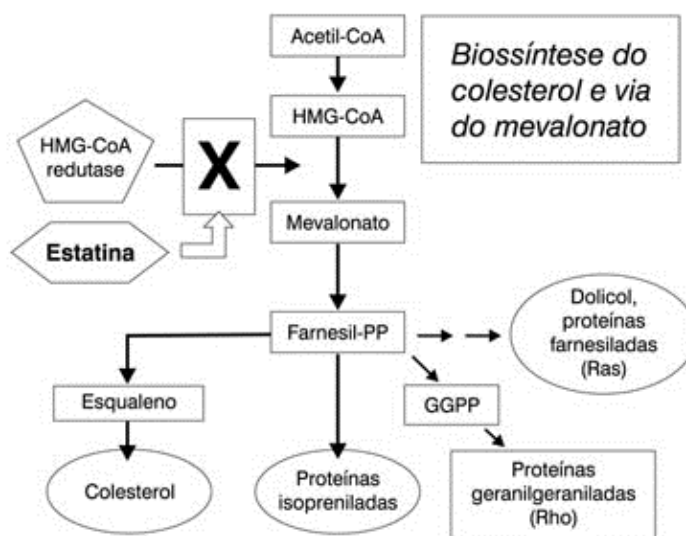 Acetil-CoA
Biossíntese do
colesterol e via
do mevalonato
HMG-CoA
HMG-CoA
redutase
X
Estatina
Mevalonato
Farnesil-PP
Dolicol,
proteínas
farnesiladas
(Ras)
Esqualeno
GGPP
Colesterol
Proteínas
isopreniladas
Proteínas
geranilgeraniladas
(Rho)